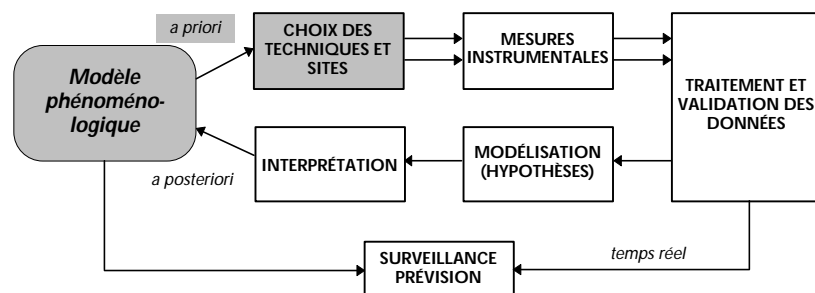 a priori
CHOIX DES
TECHNIQUES ET
SITES
MESURES
INSTRUMENTALES
Modèle
phénoméno-
logique
TRAITEMENT ET
VALIDATION DES
DONNÉES
INTERPRÉTATION
MODÉLISATION
(HYPOTHÈSES)
a posteriori
SURVEILLANCE
PRÉVISION
temps réel